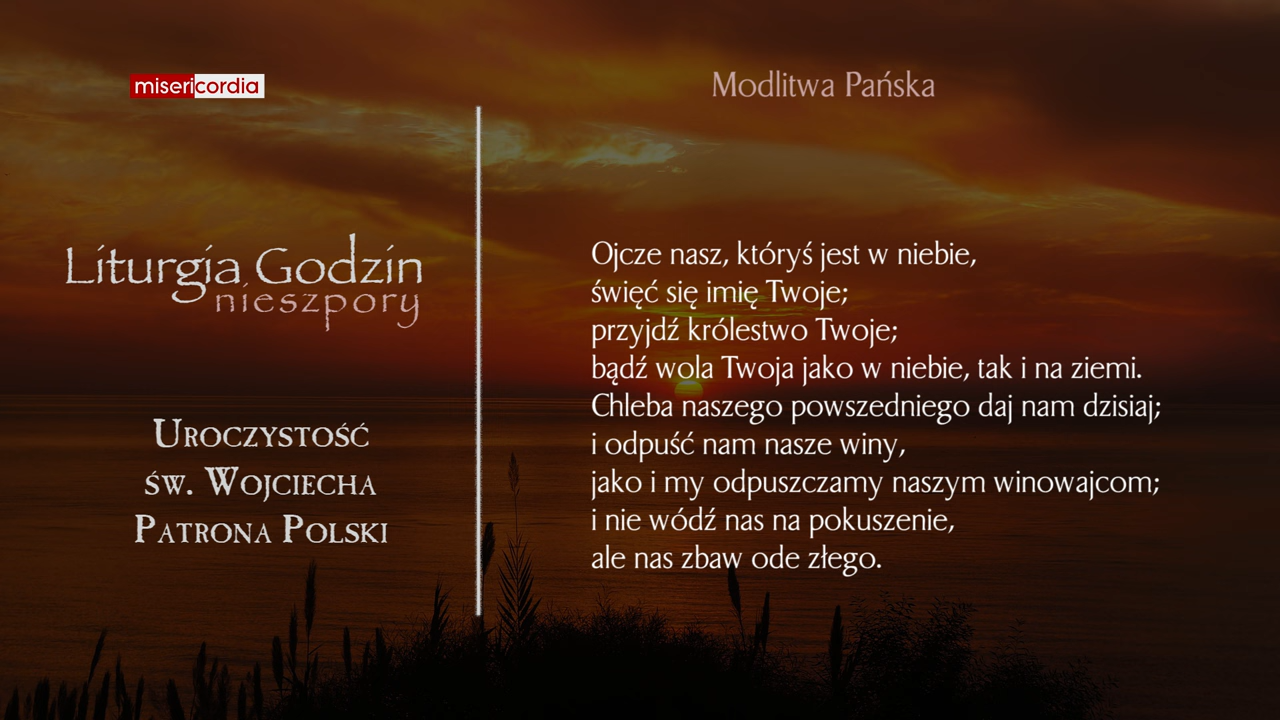 misericordia
Liturgia Godzin
nieszpory
Uroczystość
św. Wojciecha
Patrona Polski
Modlitwa Pańska
Ojcze nasz, któryś jest w niebie,
święć się imię Twoje;
przyjdź królestwo Twoje;
bądź wola Twoja jako w niebie, tak i na ziemi.
Chleba naszego powszedniego daj nam dzisiaj;
i odpuść nam nasze winy,
jako i my odpuszczamy naszym winowajcom;
i nie wódź nas na pokuszenie,
ale nas zbaw ode złego.